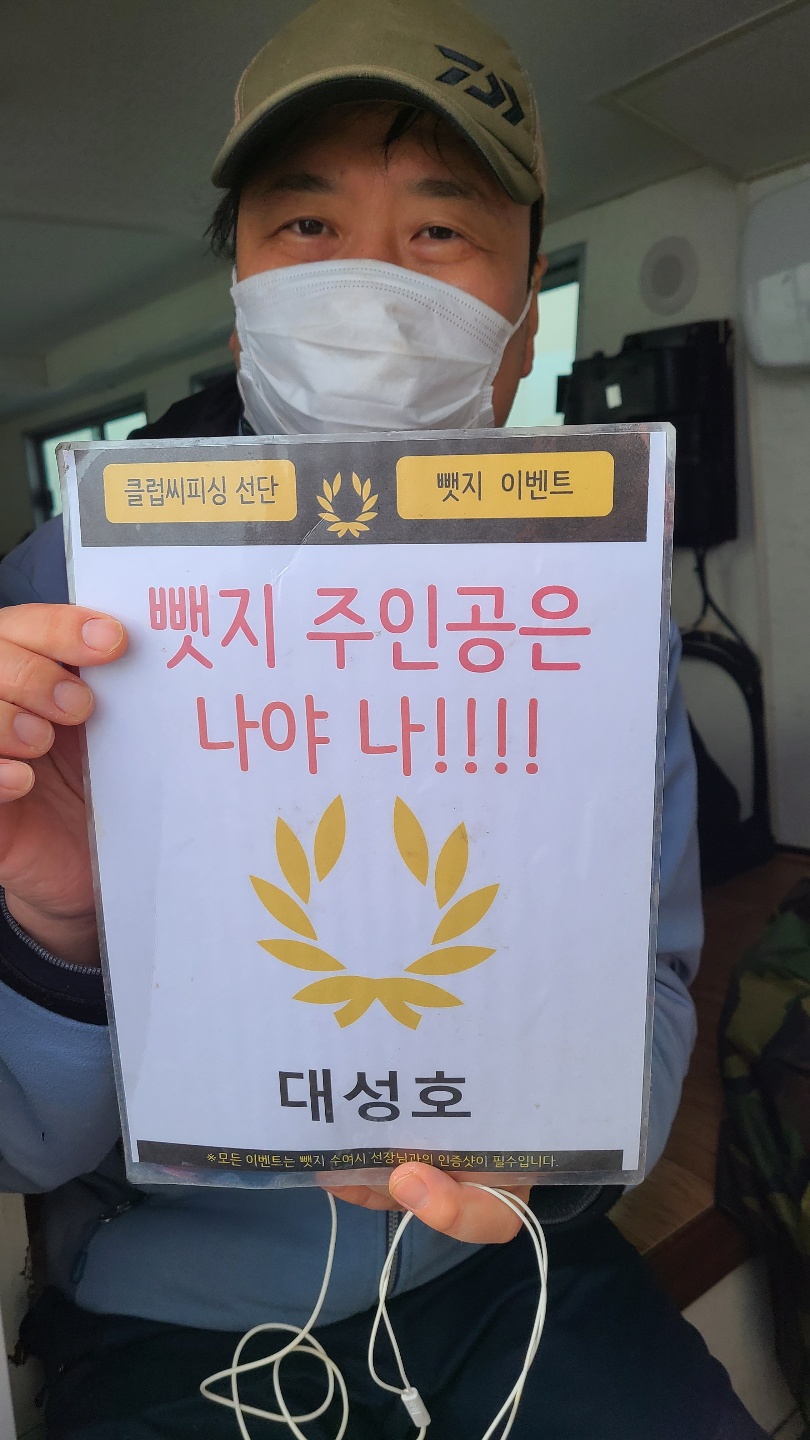 클럽씨피싱 선단
뺏지 이벤트
뺏지 주인공은
나야 나!!!!
대성호
※모든 이벤트는 뺏지 수여시 선장님과의 인증샷이 필수입니다.